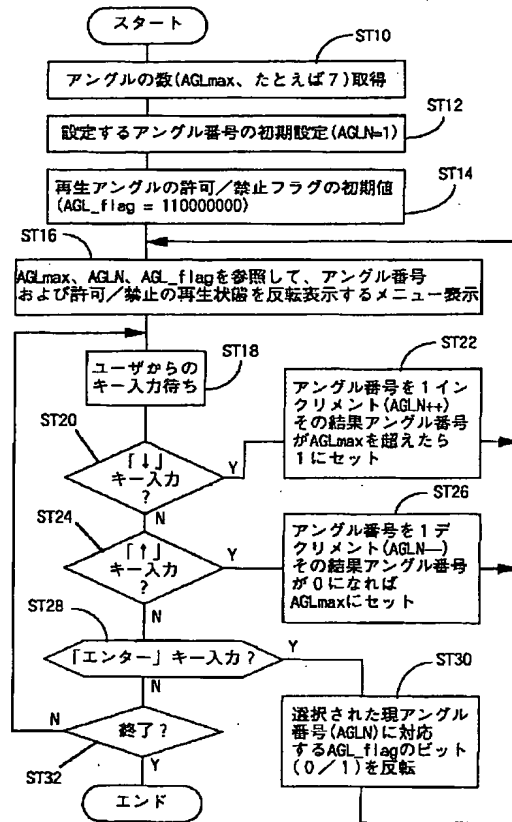 スタート
ST10
アングルの数(AGLmax、たとえば7)取得
ST12
設定するアングル番号の初期設定(AGLN=1)
ST14
再生アングルの許可/禁止フラグの初期値
(AGL_flag = 110000000)
ST16
AGLmax、AGLN、AGL_flagを参照して、アングル番号
および許可/禁止の再生状態を反転表示するメニュー表示
ST18
ユーザからの
キー入力待ち
ST20
「↓」
キー入力
?
Y
N
ST22
アングル番号を1イン
クリメント(AGLN++)
その結果アングル番号
がAGLmaxを超えたら
1にセット
ST24
「↑」
キー入力
?
Y
N
ST26
アングル番号を1デ
クリメント(AGLN--)
その結果アングル番号
が0になれば
AGLmaxにセット
ST28
「エンター」キー入力?
Y
N
ST30
選択された現アングル
番号(AGLN)に対応
するAGL_flagのビット
(0/1)を反転
N
終了?
ST32
Y
エンド